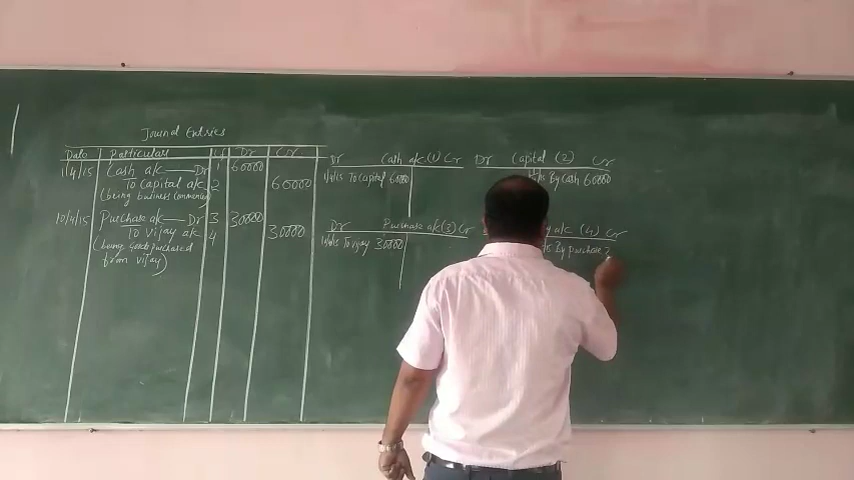 Journal Entries
Date Particulars Lf Dr Cr
1/4/15 Cash a/c Dr 1 60000
To Capital a/c 2 60000
(being business commenced)
10/4/15 Purchase a/c Dr 3 30000
To Vijay a/c 4 30000
(being goods purchased
from vijay)
Dr Cash a/c (1) Cr
To Capital 60000
Dr Capital (2) Cr
By Cash 60000
Dr Purchase a/c (3) Cr
To Vijay 30000
a/c (4) Cr
By purchase